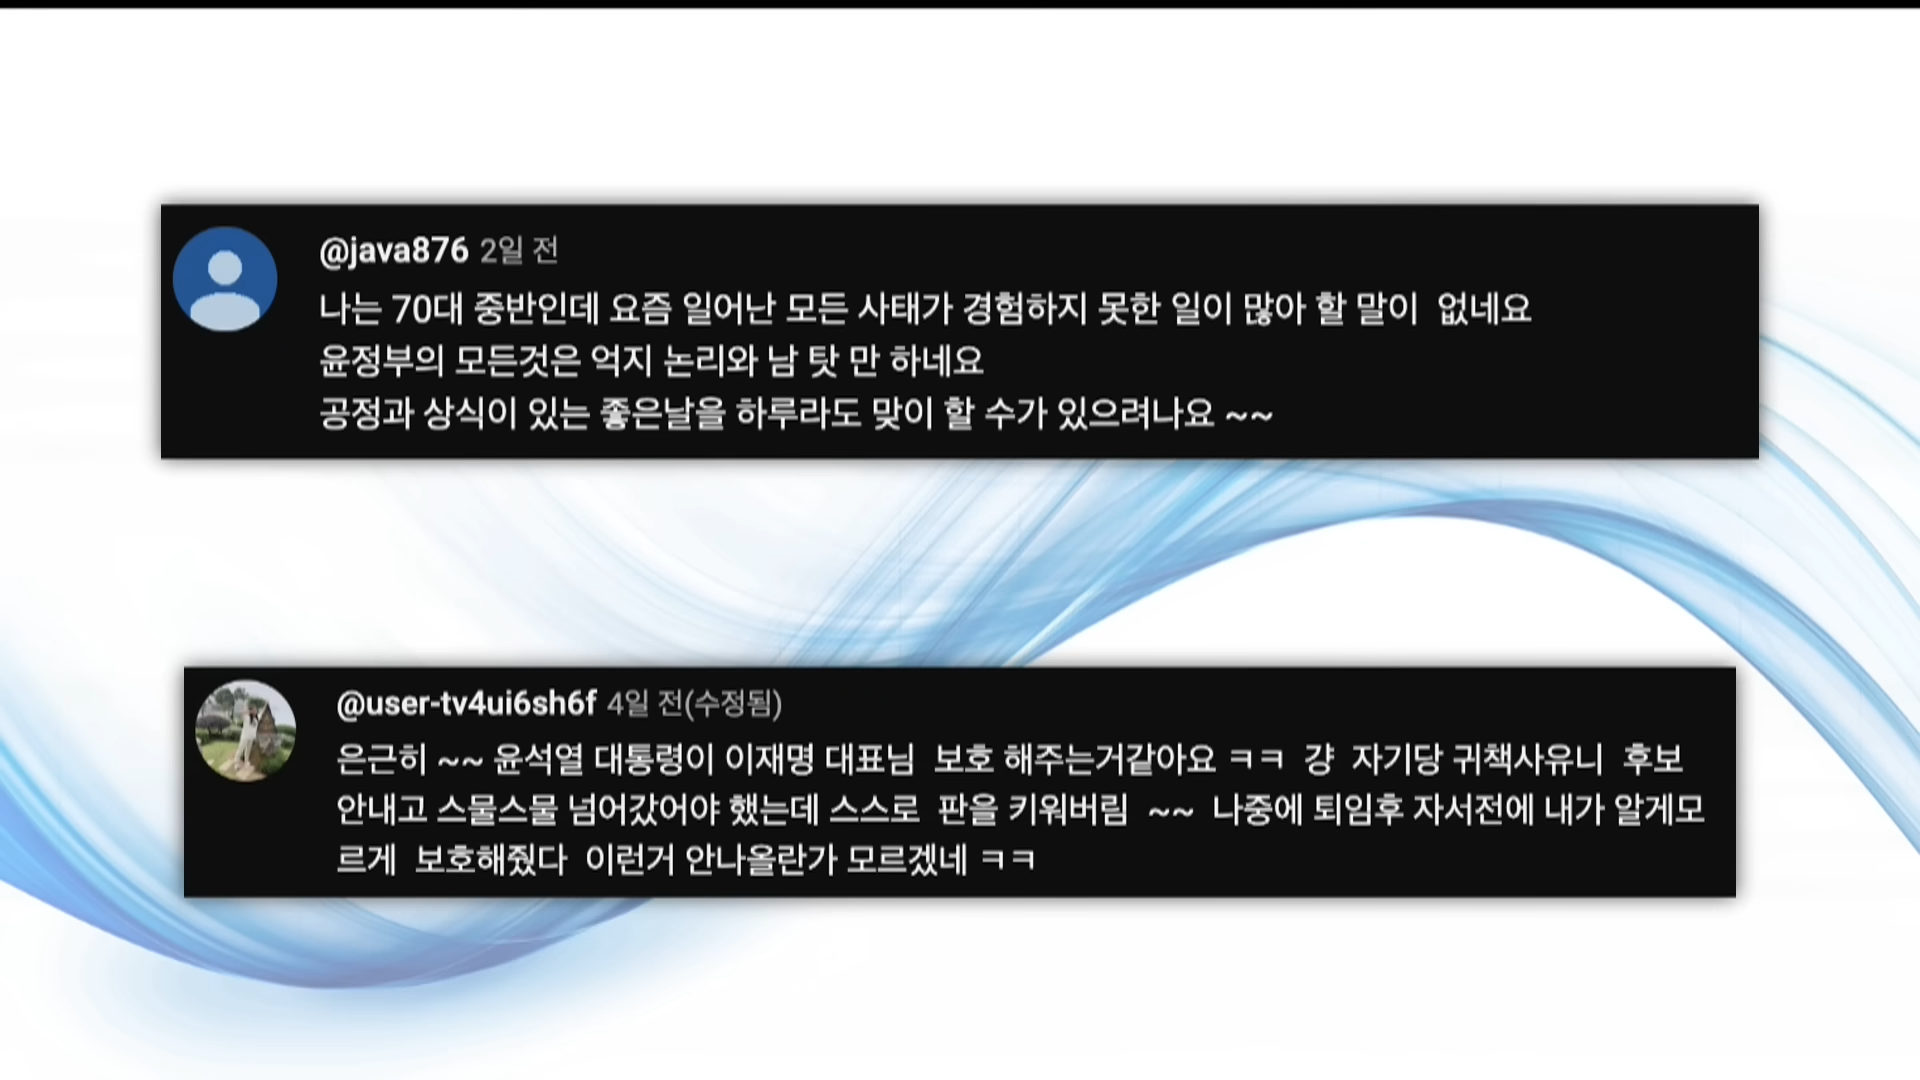 @java876 2일 전
나는 70대 중반인데 요즘 일어난 모든 사태가 경험하지 못한 일이 많아 할 말이 없네요
윤정부의 모든것은 억지 논리와 남 탓 만 하네요
공정과 상식이 있는 좋은날을 하루라도 맞이 할 수가 있으려나요 ~~
@user-tv4ui6sh6f 4일 전(수정됨)
은근히 ~~ 윤석열 대통령이 이재명 대표님 보호 해주는거같아요 ㅋㅋ 걍 자기당 귀책사유니 후보
안내고 스물스물 넘어갔어야 했는데 스스로 판을 키워버림 ~~ 나중에 퇴임후 자서전에 내가 알게모
르게 보호해줬다 이런거 안나올란가 모르겠네 ㅋㅋ